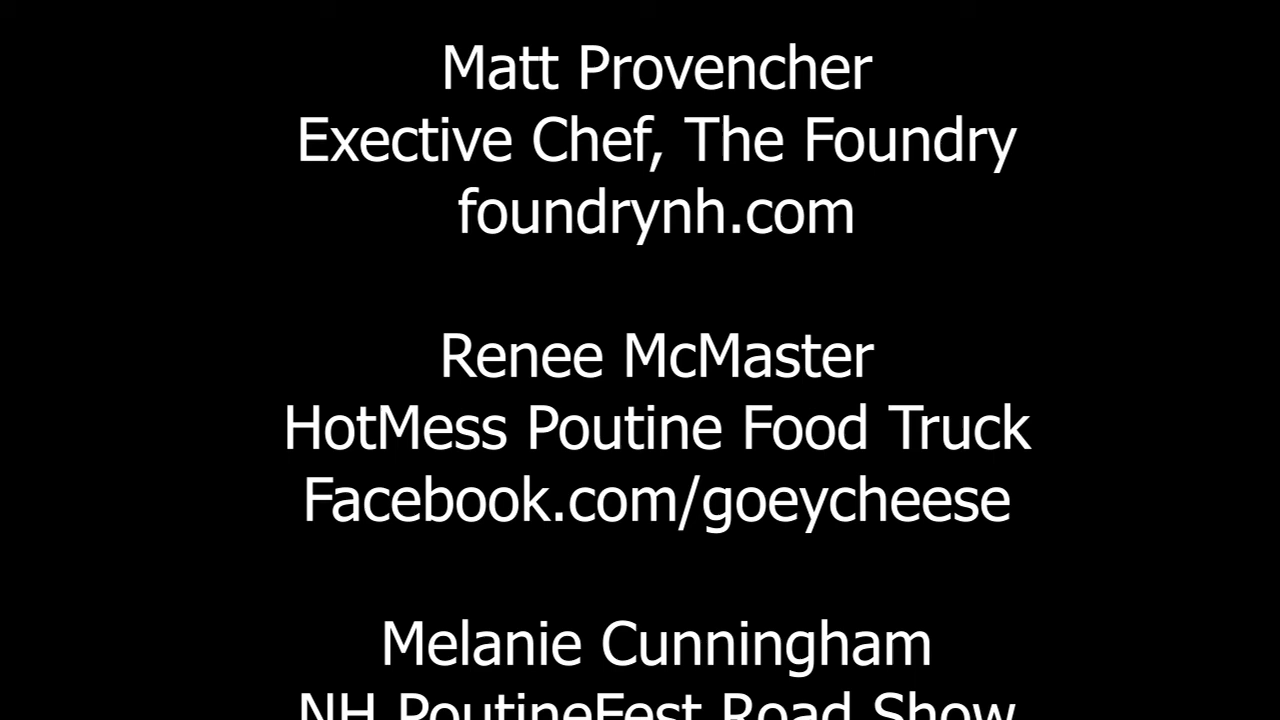 Matt Provencher
Exective Chef, The Foundry
foundrynh.com
Renee McMaster
HotMess Poutine Food Truck
Facebook.com/goeycheese
Melanie Cunningham
NH PoutineFest Road Show